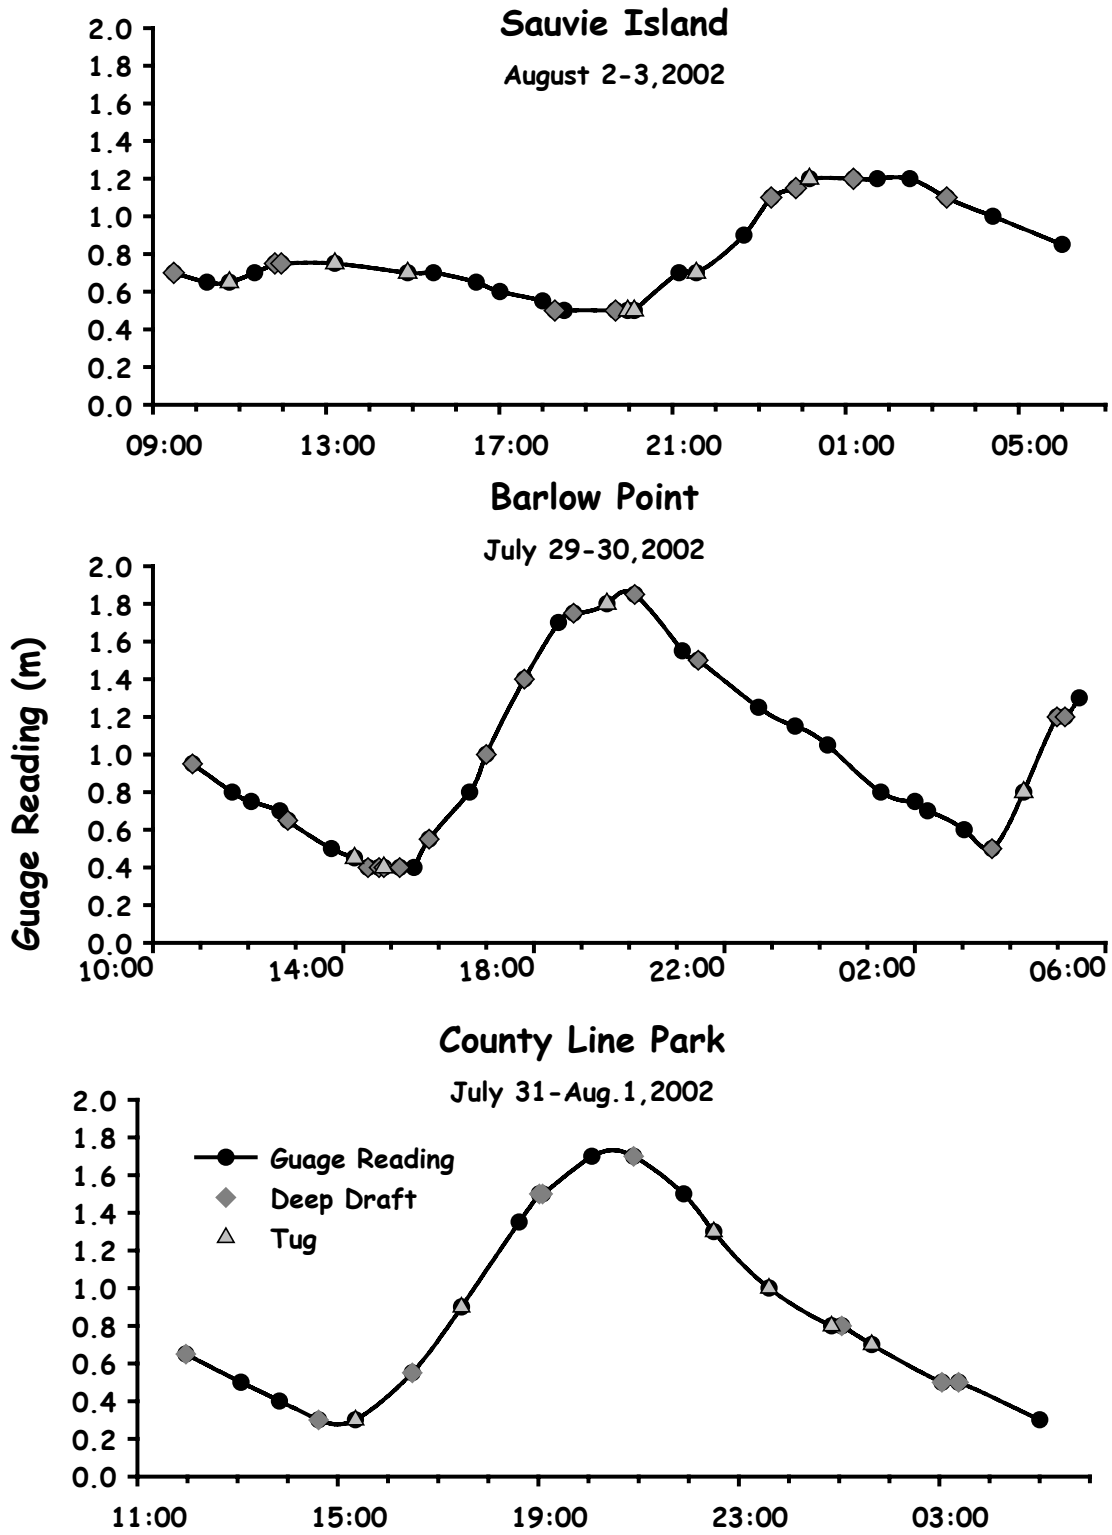 Sauvie Island
August 2-3,2002
2.0
1.8
1.6
1.4
1.2
1.0
0.8
0.6
0.4
0.2
0.0
09:00 13:00 17:00 21:00 01:00 05:00
Barlow Point
July 29-30,2002
Guage Reading (m)
2.0
1.8
1.6
1.4
1.2
1.0
0.8
0.6
0.4
0.2
0.0
10:00 14:00 18:00 22:00 02:00 06:00
County Line Park
July 31-Aug.1,2002
2.0
1.8
1.6
1.4
1.2
1.0
0.8
0.6
0.4
0.2
0.0
Guage Reading
Deep Draft
Tug
11:00 15:00 19:00 23:00 03:00